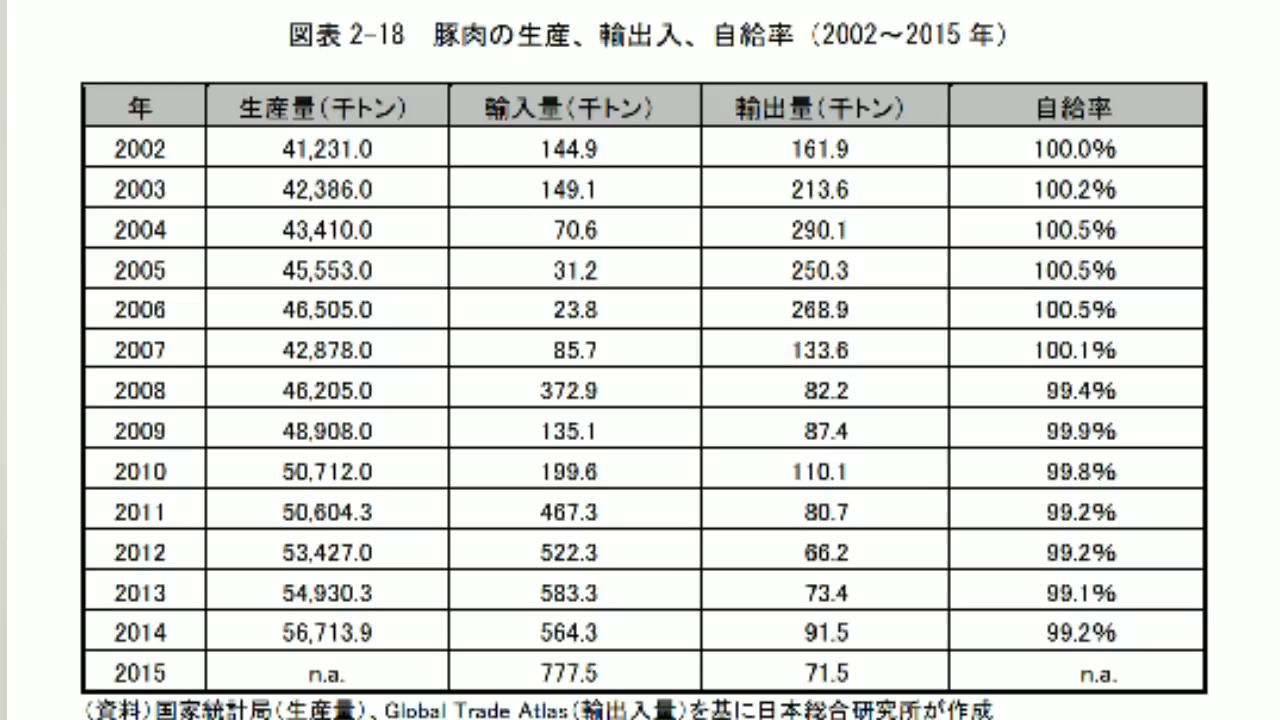 図表 2-18　豚肉の生産、輸出入、自給率（2002～2015 年）
年 生産量（千トン） 輸入量（千トン） 輸出量（千トン） 自給率
2002 41,231.0 144.9 161.9 100.0%
2003 42,386.0 149.1 213.6 100.2%
2004 43,410.0 70.6 290.1 100.5%
2005 45,553.0 31.2 250.3 100.5%
2006 46,505.0 23.8 268.9 100.5%
2007 42,878.0 85.7 133.6 100.1%
2008 46,205.0 372.9 82.2 99.4%
2009 48,908.0 135.1 87.4 99.9%
2010 50,712.0 199.6 110.1 99.8%
2011 50,604.3 467.3 80.7 99.2%
2012 53,427.0 522.3 66.2 99.2%
2013 54,930.3 583.3 73.4 99.1%
2014 56,713.9 564.3 91.5 99.2%
2015 n.a. 777.5 71.5 n.a.
（資料）国家統計局（生産量）、Global Trade Atlas（輸出入量）を基に日本総合研究所が作成